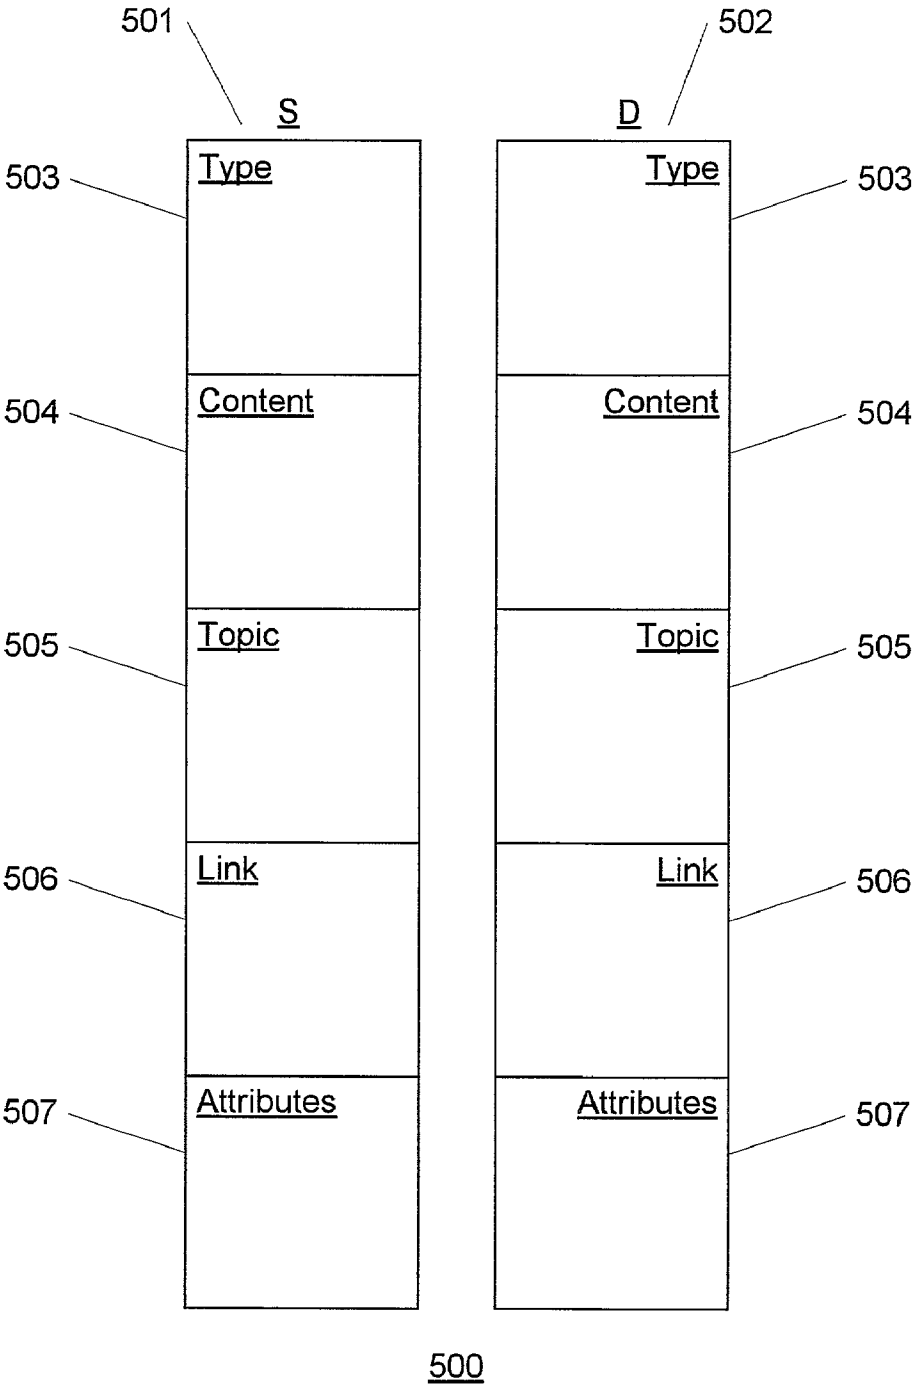 501 502
S D
503 Type Type 503
504 Content Content 504
505 Topic Topic 505
506 Link Link 506
507 Attributes Attributes 507
500